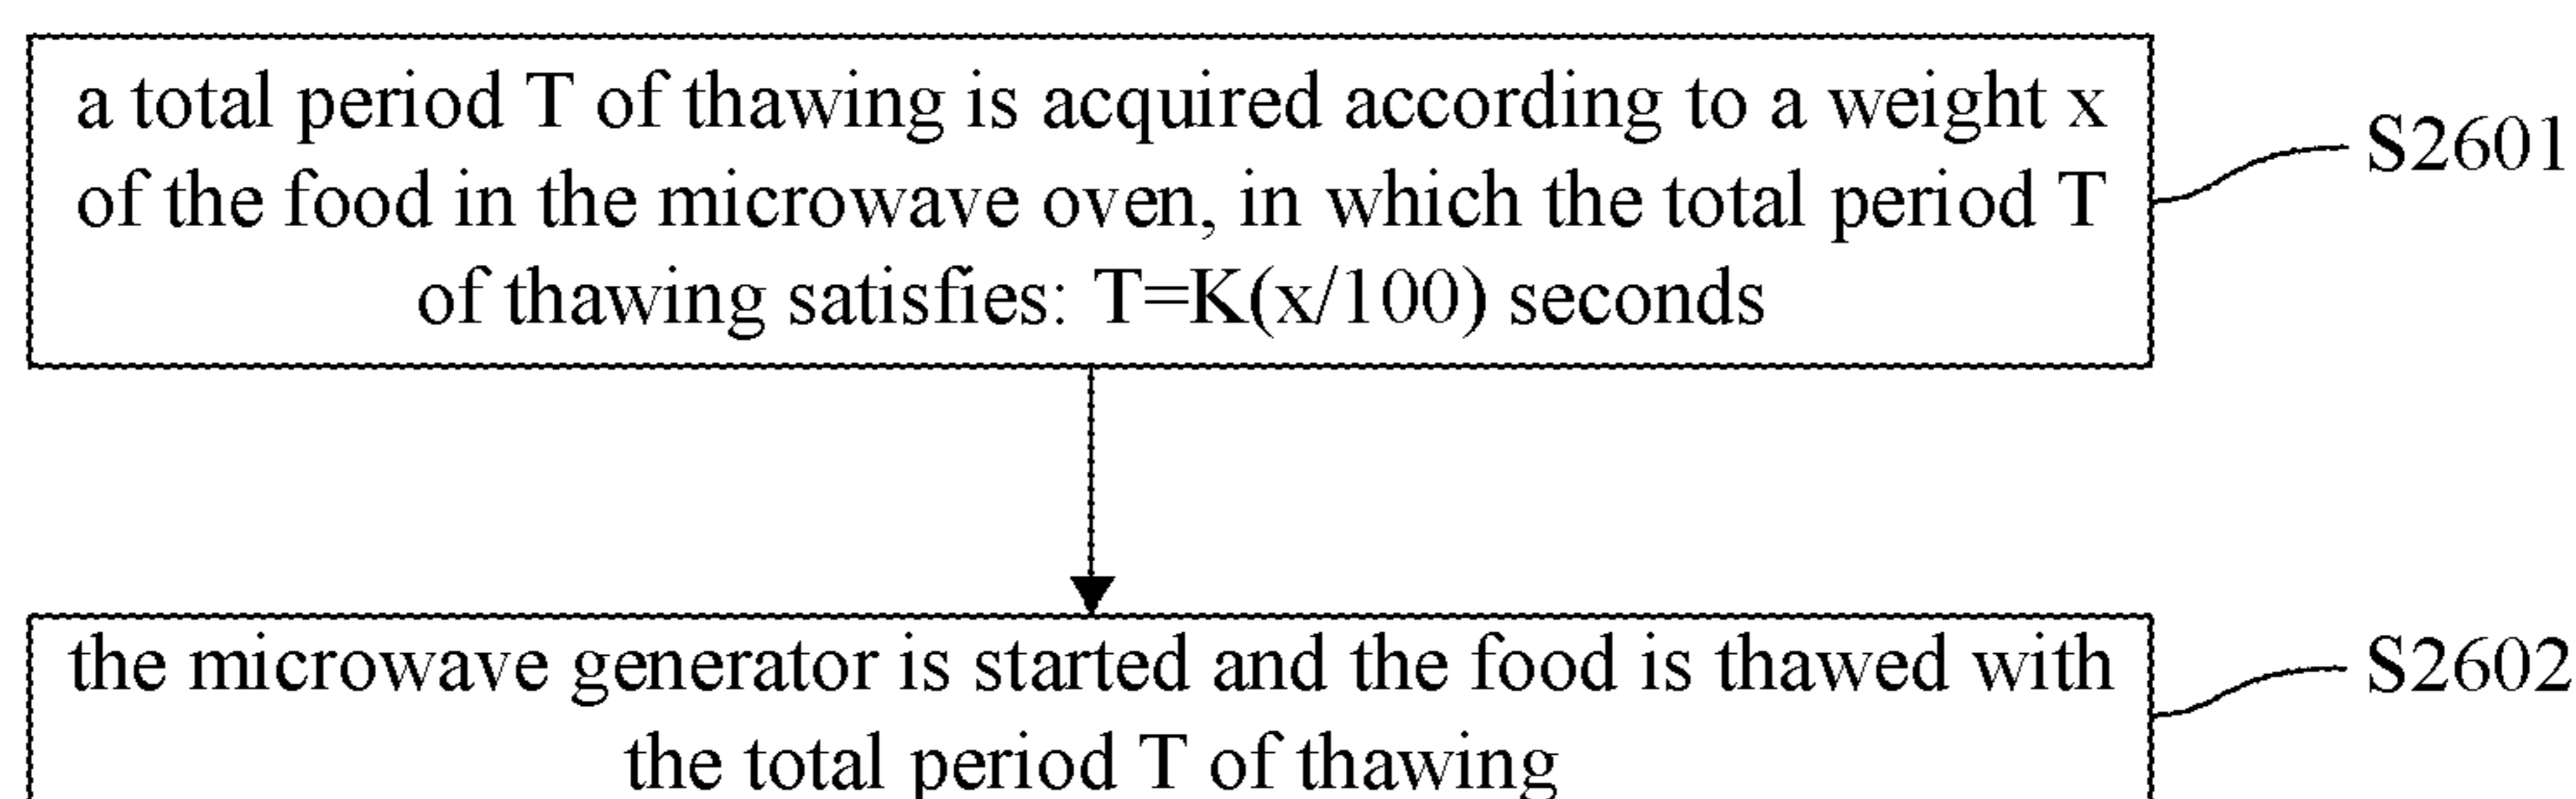 a total period T of thawing is acquired according to a weight x
of the food in the microwave oven, in which the total period T
of thawing satisfies: T=K(x/100) seconds
S2601
the microwave generator is started and the food is thawed with
the total period T of thawing
S2602